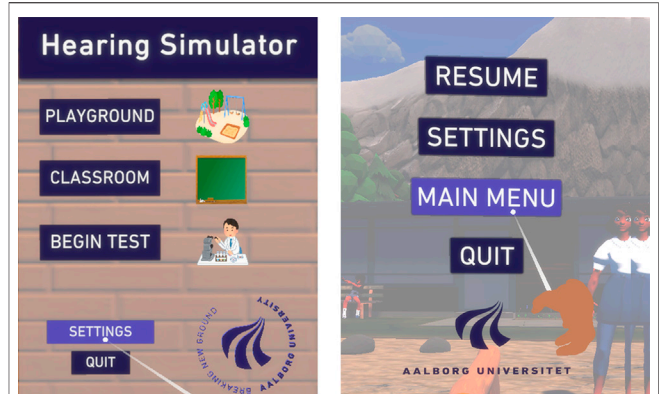 Hearing Simulator
PLAYGROUND
CLASSROOM
BEGIN TEST
SETTINGS
QUIT
BREAKING NEW GROUND
AALBORG UNIVERSITY
RESUME
SETTINGS
MAIN MENU
QUIT
AALBORG UNIVERSITET